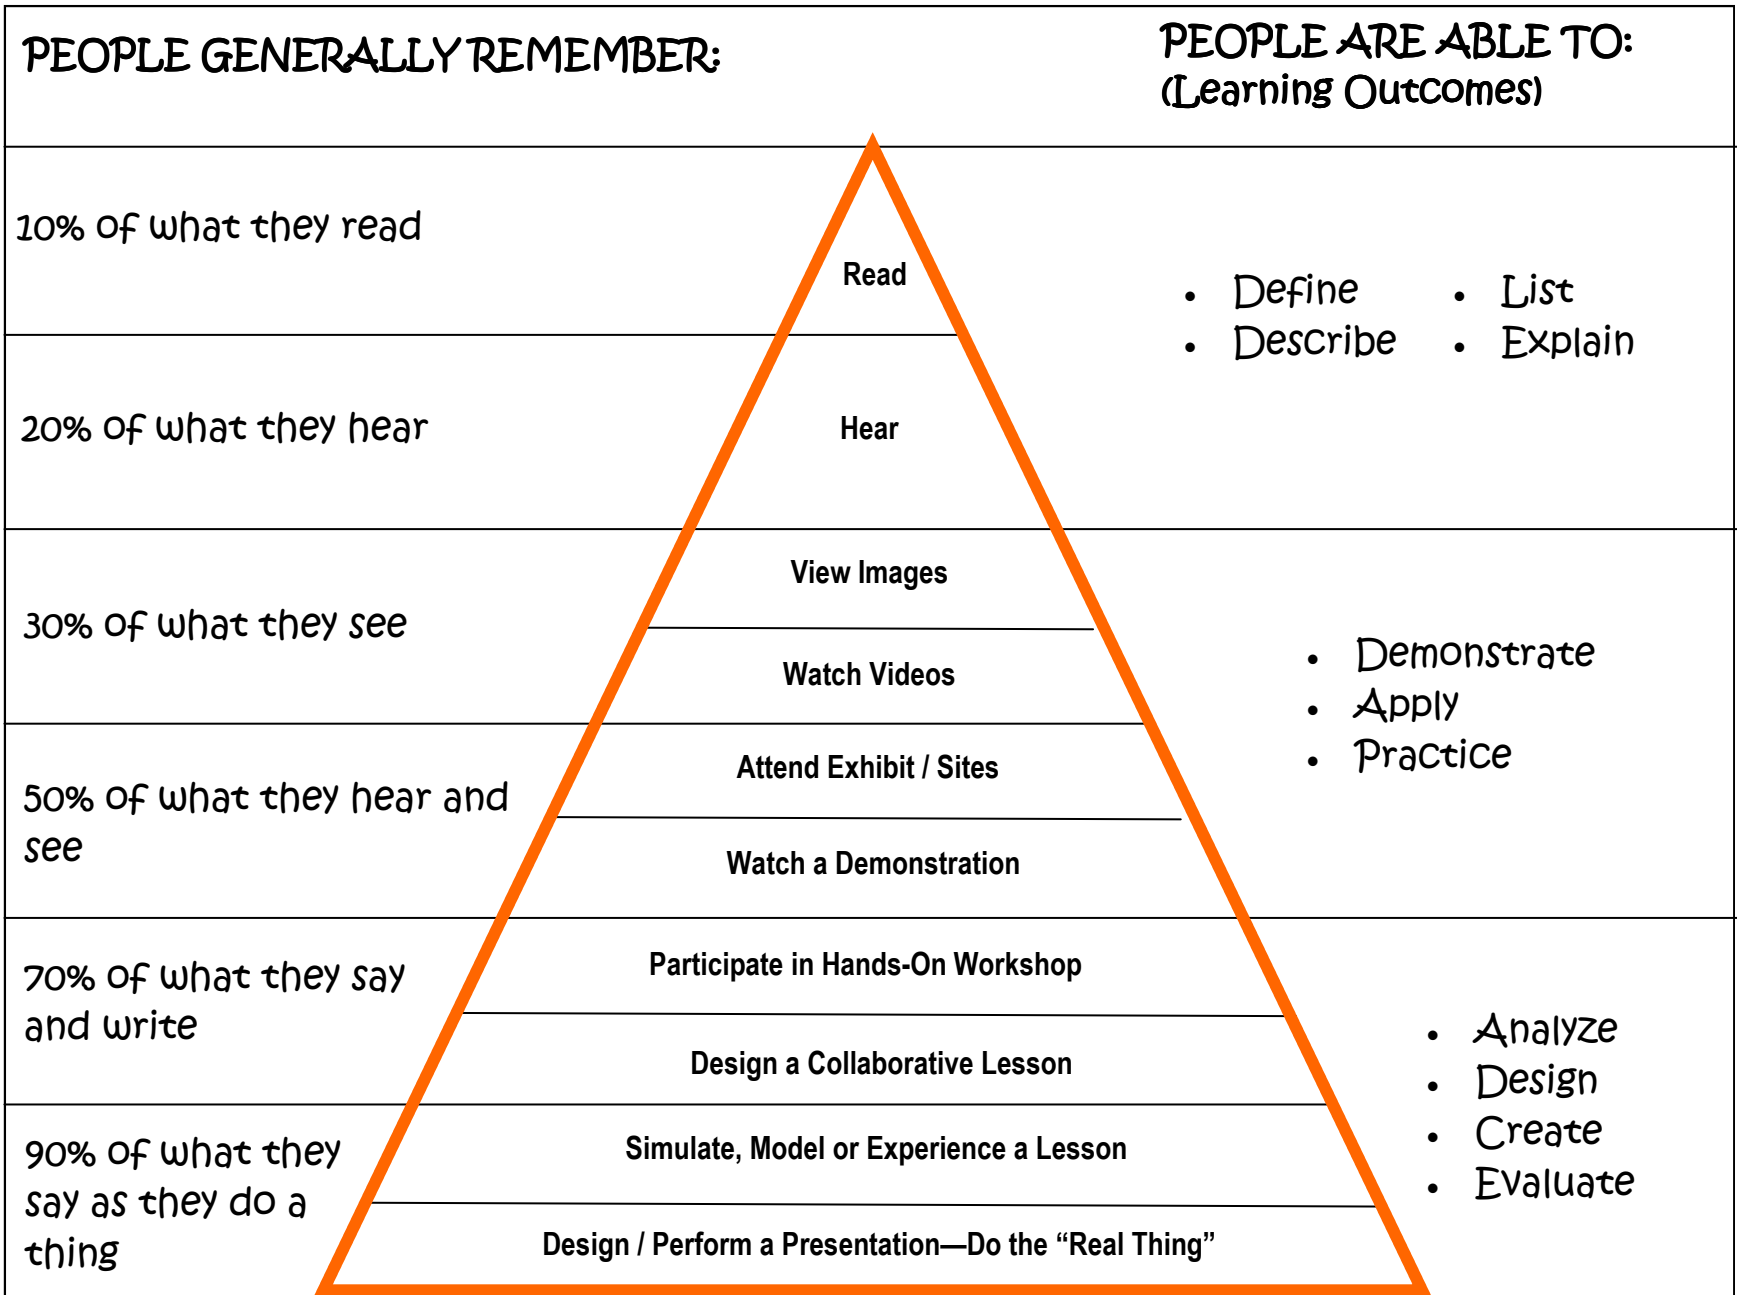 PEOPLE GENERALLY REMEMBER:
PEOPLE ARE ABLE TO:
(Learning Outcomes)
10% of what they read
Read
• Define
• List
• Describe
• Explain
20% of what they hear
Hear
30% of what they see
View Images
Watch Videos
• Demonstrate
• Apply
• Practice
50% of what they hear and
see
Attend Exhibit / Sites
Watch a Demonstration
70% of what they say
and write
Participate in Hands-On Workshop
Design a Collaborative Lesson
• Analyze
• Design
• Create
• Evaluate
90% of what they
say as they do a
thing
Simulate, Model or Experience a Lesson
Design / Perform a Presentation—Do the “Real Thing”